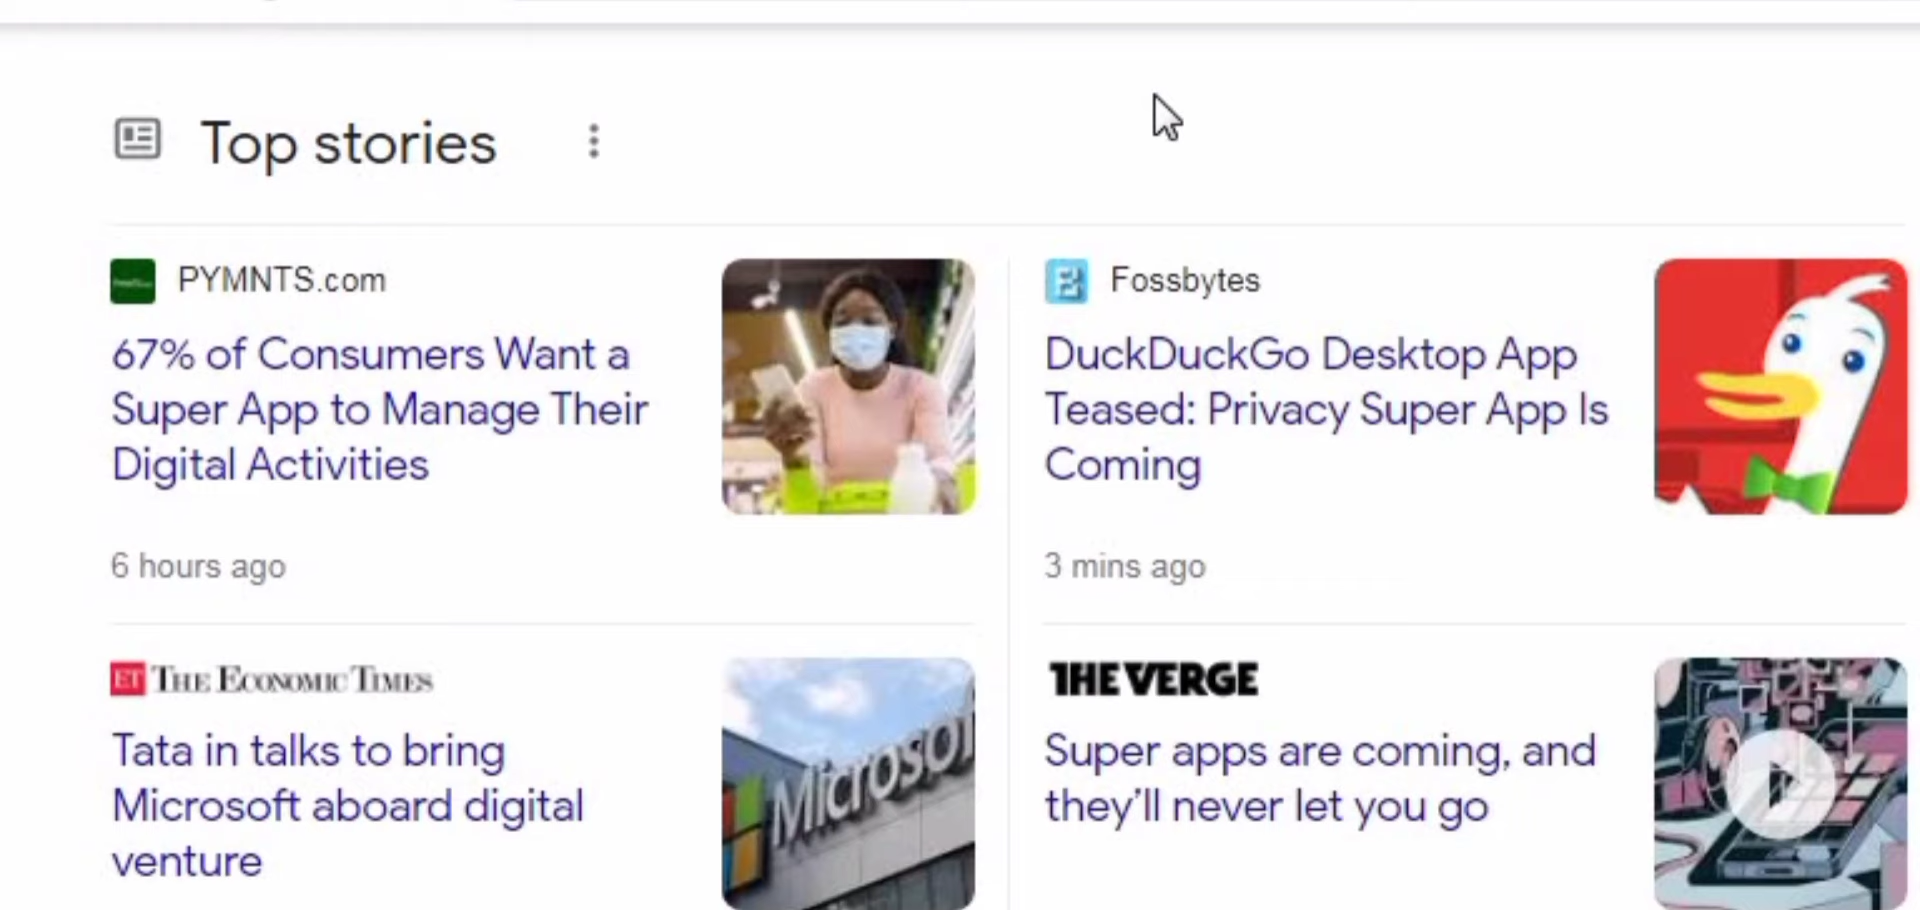 Top stories
PYMNTS.com
67% of Consumers Want a
Super App to Manage Their
Digital Activities
6 hours ago
Fossbytes
DuckDuckGo Desktop App
Teased: Privacy Super App Is
Coming
3 mins ago
ET THE ECONOMIC TIMES
Tata in talks to bring
Microsoft aboard digital
venture
Microsof
THE VERGE
Super apps are coming, and
they'll never let you go